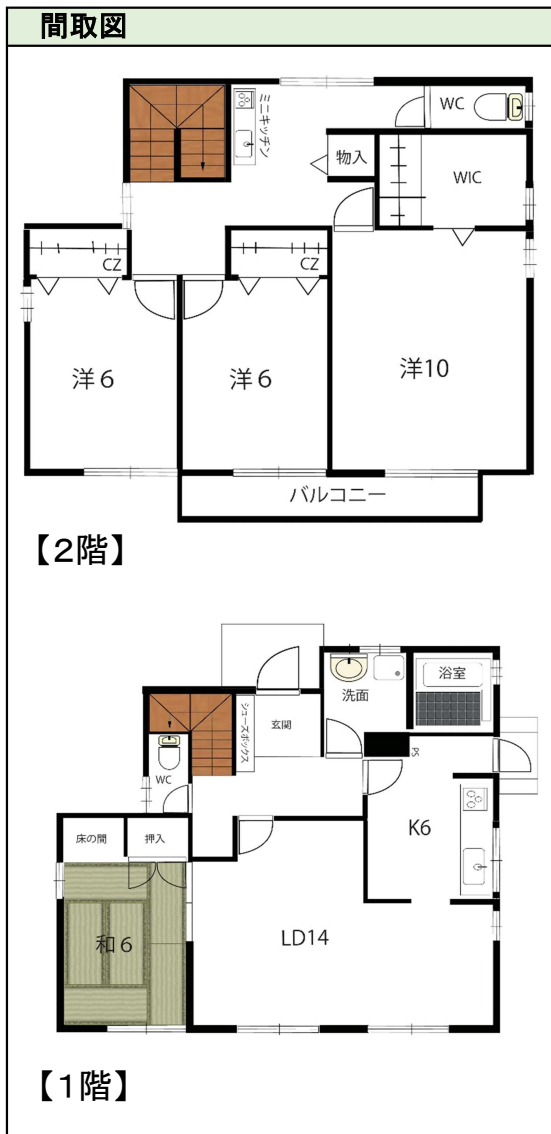 間取図
ミニキッチン
WC
物入
WIC
CZ
CZ
洋6
洋6
洋10
バルコニー
【2階】
洗面
浴室
シューズボックス
玄関
WC
PS
K6
床の間
押入
和6
LD14
【1階】